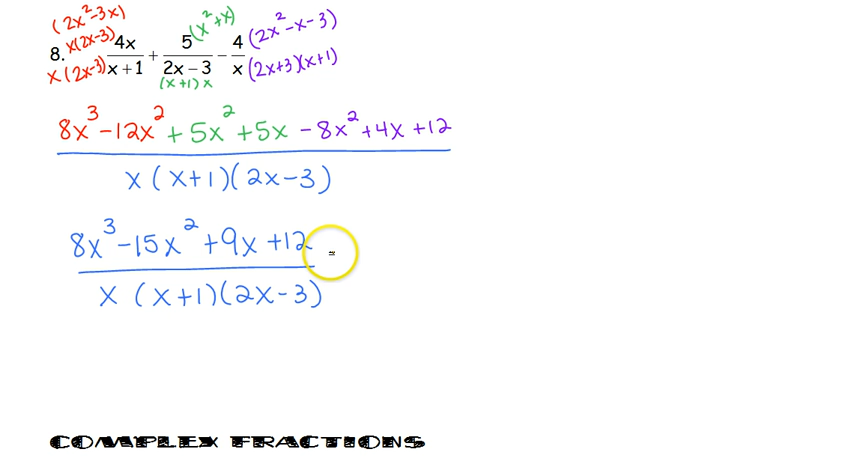 (2x²-3x)
x(2x-3)
x(2x-3)
8. 4x/x + 1 + 5/2x – 3 – 4/x
(x²+x)
(x+1) x
(2x²-x-3)
(2x+3)(x+1)
8x³-12x²+5x²+5x-8x²+4x+12
x(x+1)(2x-3)
8x³-15x²+9x+12 =
x (x+1)(2x-3)
COMPLEX FRACTIONS